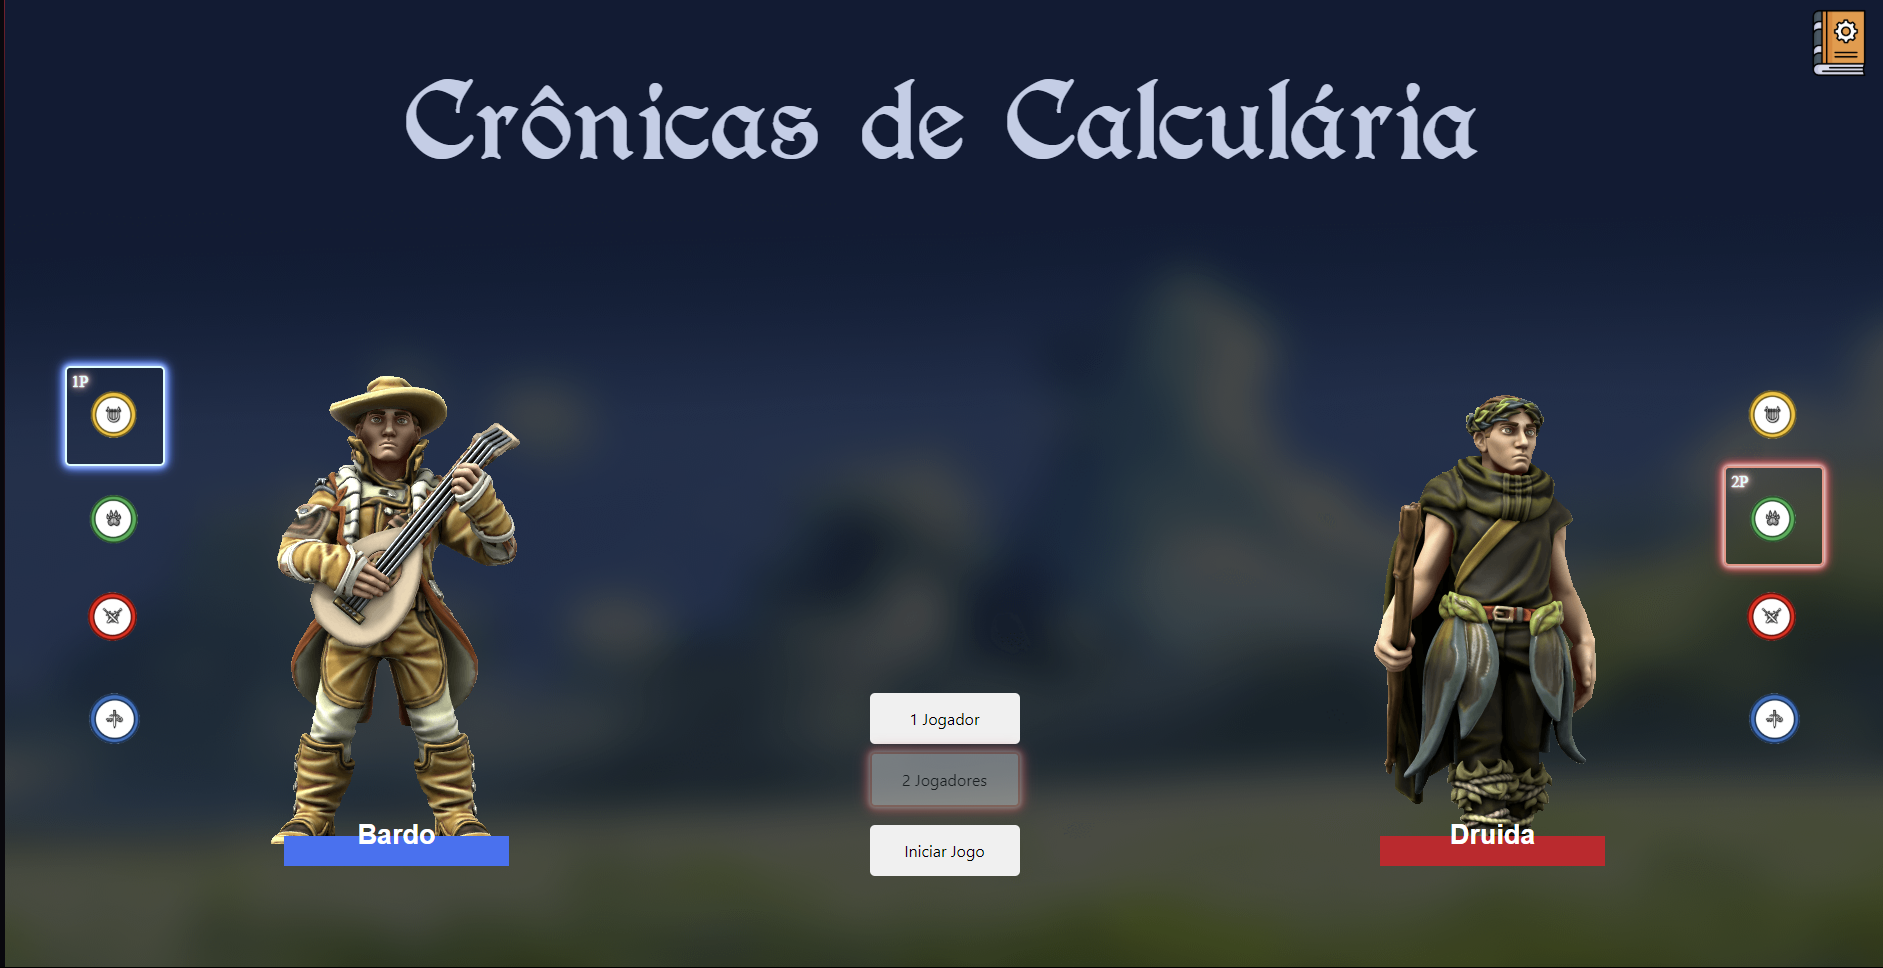 Crônicas de Calculária
1P
2P
1 Jogador
2 Jogadores
Iniciar Jogo
Bardo
Druida